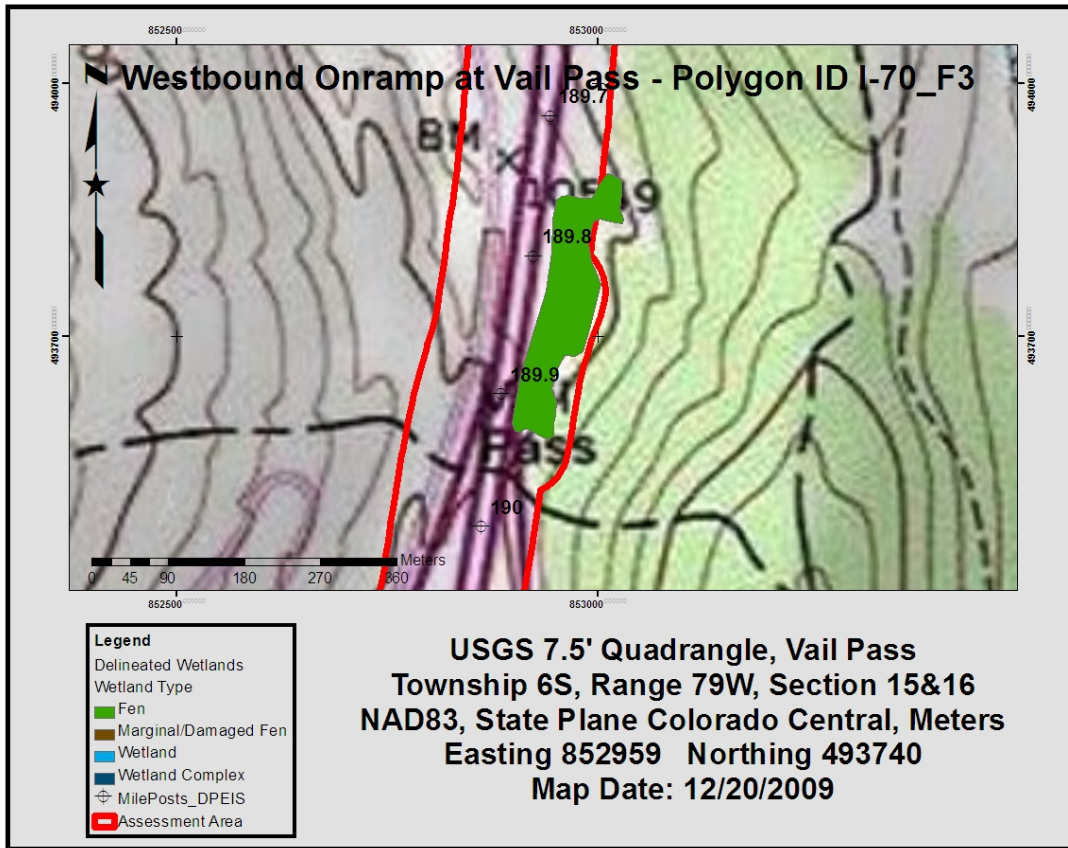 852500
853000
Westbound Onramp at Vail Pass - Polygon ID I-70_F3
494000
494000
189.7
BM
189.8
493700
493700
189.9
Pass
190
Meters
0 45 90 180 270 360
852500
853000
Legend
Delineated Wetlands
Wetland Type
Fen
Marginal/Damaged Fen
Wetland
Wetland Complex
MilePosts_DPEIS
Assessment Area
USGS 7.5' Quadrangle, Vail Pass
Township 6S, Range 79W, Section 15&16
NAD83, State Plane Colorado Central, Meters
Easting 852959 Northing 493740
Map Date: 12/20/2009